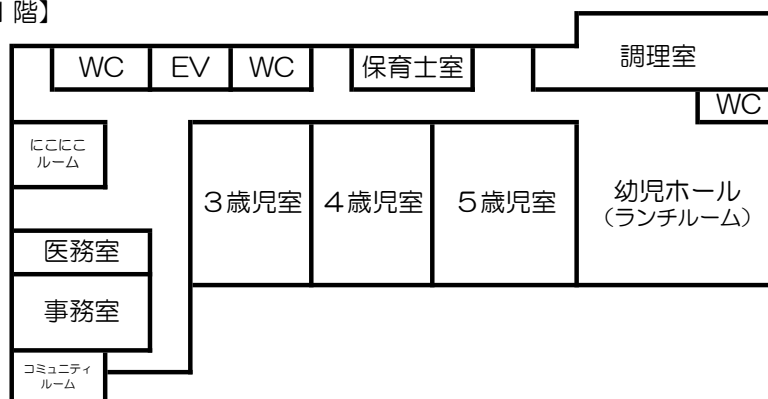 階】
WC
EV
WC
保育士室
調理室
WC
にこにこ
ルーム
3歳児室
4歳児室
5歳児室
幼児ホール
（ランチルーム）
医務室
事務室
コミュニティ
ルーム